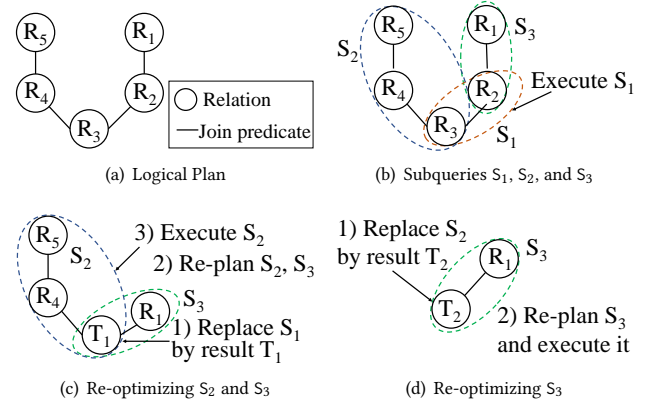 R5
R1
R4
R2
R3
Relation
Join predicate
(a) Logical Plan
R5
R1
S3
S2
R4
R2
Execute S1
R3
S1
(b) Subqueries S1, S2, and S3
R5
S2
3) Execute S2
2) Re-plan S2, S3
R4
R1
S3
T1
1) Replace S1
by result T1
(c) Re-optimizing S2 and S3
1) Replace S2
by result T2
R1
S3
T2
2) Re-plan S3
and execute it
(d) Re-optimizing S3